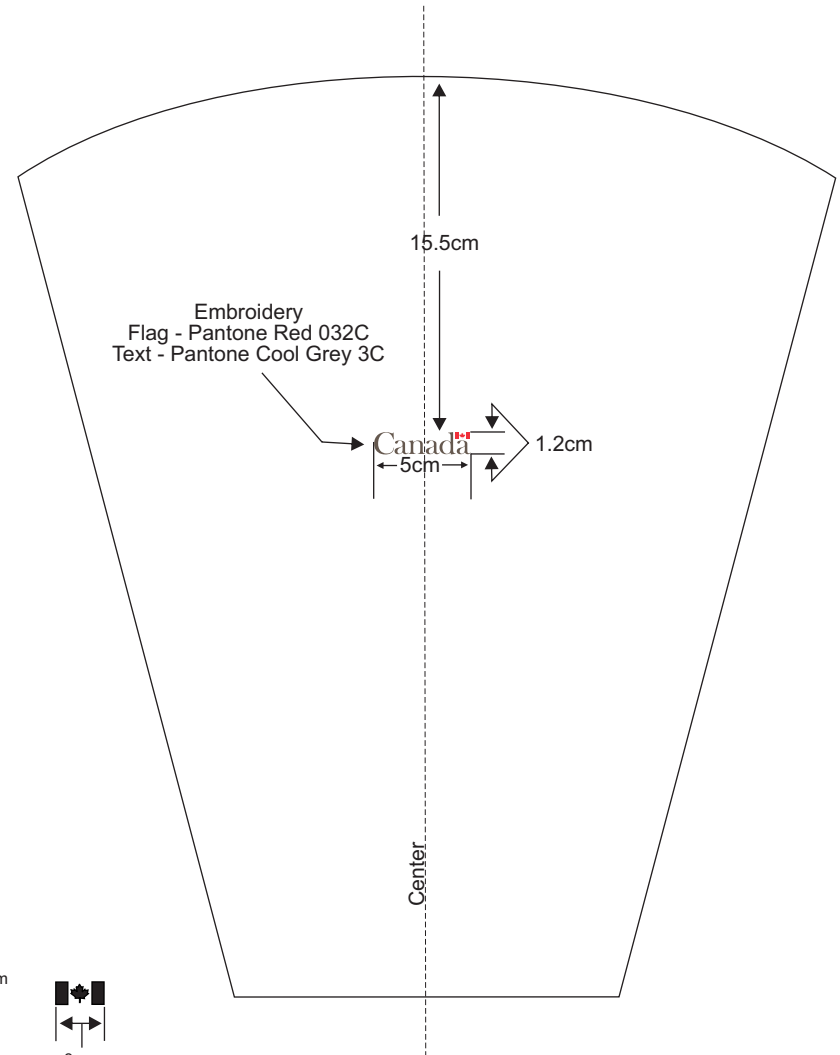 15.5cm
Embroidery
Flag - Pantone Red 032C
Text - Pantone Cool Grey 3C
Canada
1.2cm
5cm
Center
m